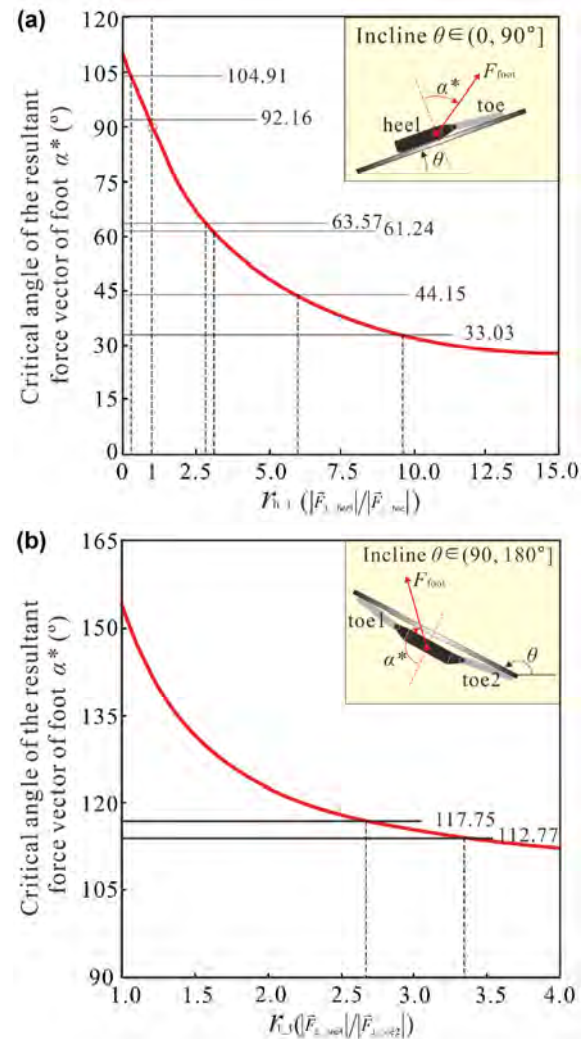 (a)
120
105
90
75
60
45
30
15
0
Critical angle of the resultant
force vector of foot α* (°)
Incline θ∈(0, 90°]
F foot
α*
toe
heel
θ
104.91
92.16
63.57
61.24
44.15
33.03
0 1 2.5 5.0 7.5 10.0 12.5 15.0
(b)
165
150
135
120
105
90
Critical angle of the resultant
force vector of foot α* (°)
Incline θ∈(90, 180°]
F foot
toe1
α*
toe2
θ
117.75
112.77
1.0 1.5 2.0 2.5 3.0 3.5 4.0